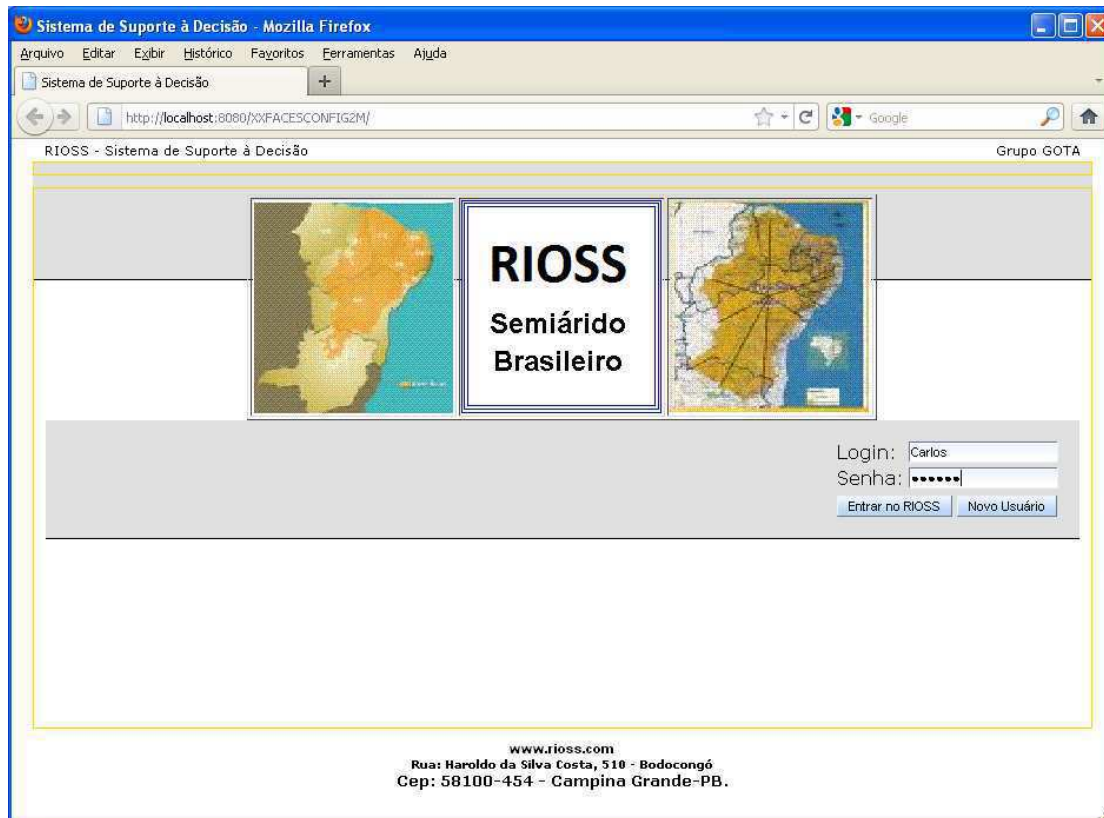 Sistema de Suporte à Decisão - Mozilla Firefox
Arquivo Editar Exibir Histórico Favoritos Ferramentas Ajuda
Sistema de Suporte à Decisão
http://localhost:8080/XXFACESCONFIG2M/
Google
RIOSS - Sistema de Suporte à Decisão
Grupo GOTA
RIOSS
Semiárido
Brasileiro
Login: Carlos
Senha: ••••••
Entrar no RIOSS Novo Usuário
www.rioss.com
Rua: Haroldo da Silva Costa, 510 - Bodocongó
Cep: 58100-454 - Campina Grande-PB.